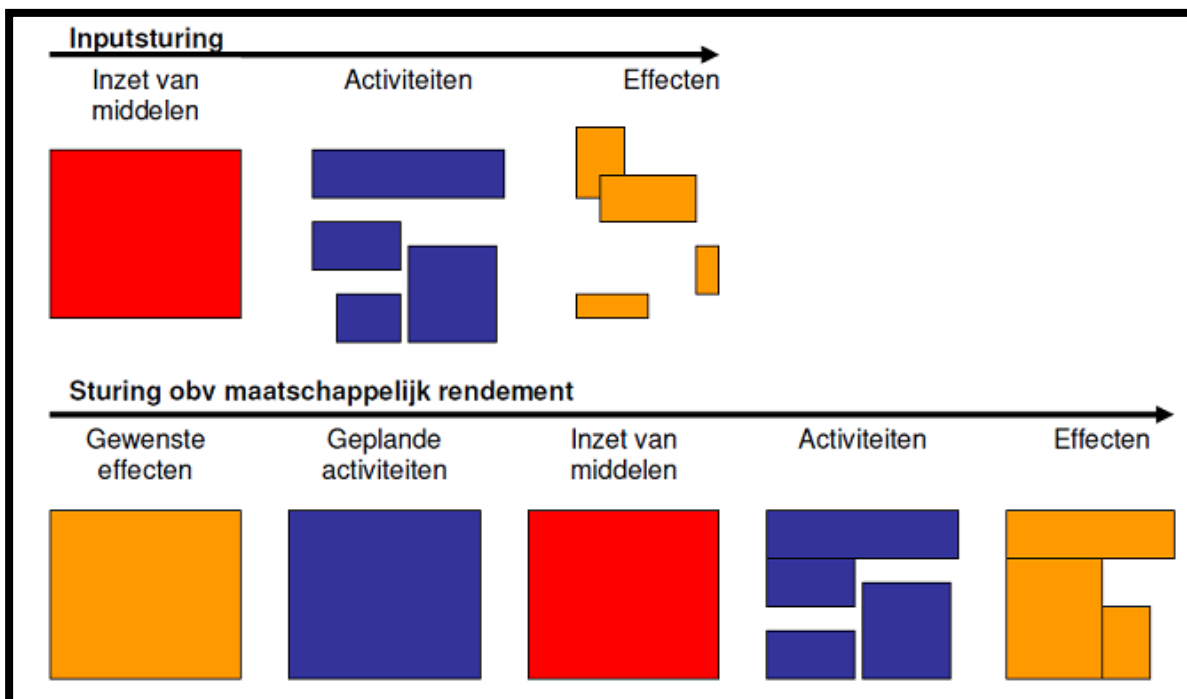 Inputsturing
Inzet van
middelen
Activiteiten
Effecten
Sturing obv maatschappelijk rendement
Gewenste
effecten
Geplande
activiteiten
Inzet van
middelen
Activiteiten
Effecten